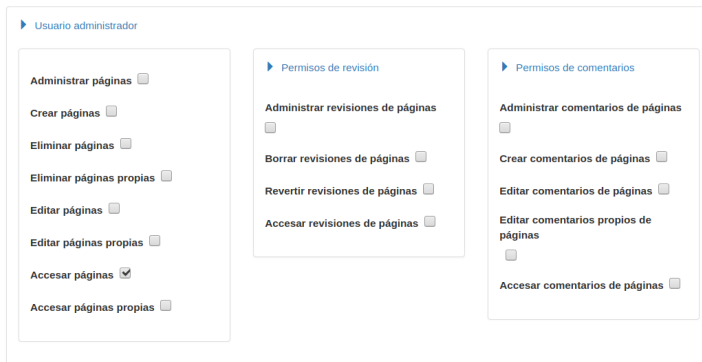 Usuario administrador
Administrar páginas
Crear páginas
Eliminar páginas
Eliminar páginas propias
Editar páginas
Editar páginas propias
Accesar páginas
Accesar páginas propias
Permisos de revisión
Administrar revisiones de páginas
Borrar revisiones de páginas
Revertir revisiones de páginas
Accesar revisiones de páginas
Permisos de comentarios
Administrar comentarios de páginas
Crear comentarios de páginas
Editar comentarios de páginas
Editar comentarios propios de
páginas
Accesar comentarios de páginas